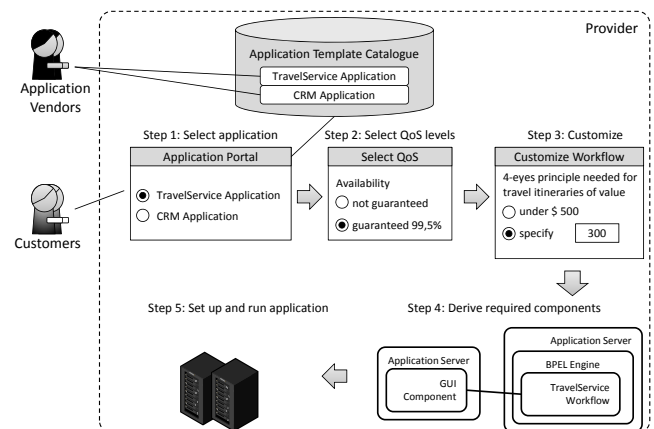 Provider
Application Template Catalogue
TravelService Application
CRM Application
Application
Vendors
Step 1: Select application
Step 2: Select QoS levels
Step 3: Customize
Application Portal
TravelService Application
CRM Application
Select QoS
Availability
not guaranteed
guaranteed 99,5%
Customize Workflow
4-eyes principle needed for
travel itineraries of value
under $ 500
specify
300
Customers
Step 5: Set up and run application
Step 4: Derive required components
Application Server
GUI
Component
Application Server
BPEL Engine
TravelService
Workflow